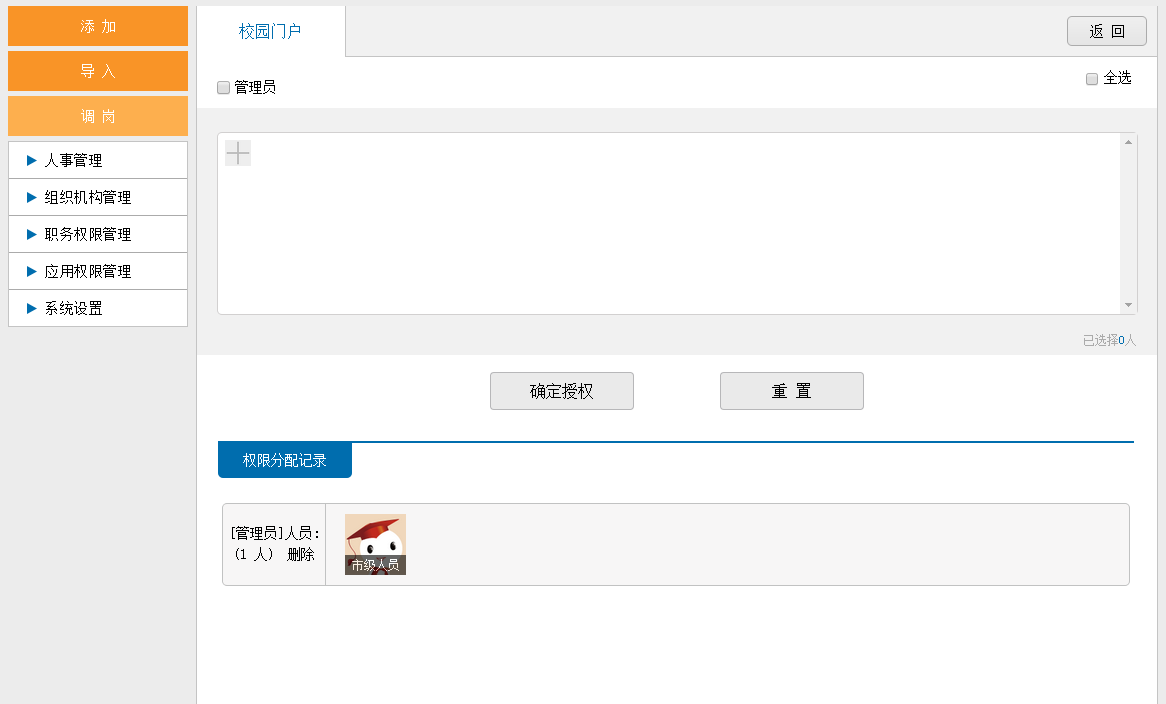 添 加
导 入
调 岗
人事管理
组织机构管理
职务权限管理
应用权限管理
系统设置
校园门户
返 回
管理员
全选
已选择0人
确定授权
重 置
权限分配记录
[管理员]人员：
（1 人） 删除
市级人员